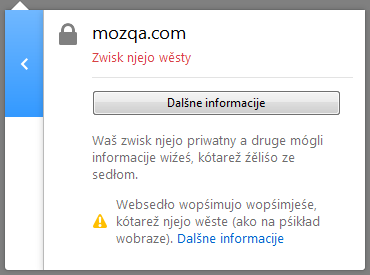 mozqa.com
Zwisk njejo wěsty
Dalšne informacije
Waš zwisk njejo priwatny a druge mógli
informacije wiźeś, kótarež źěliśo ze
sedłom.
Websedło wopśimujo wopśimjeśe,
kótarež njejo wěste (ako na pśikład
wobraze). Dalšne informacije